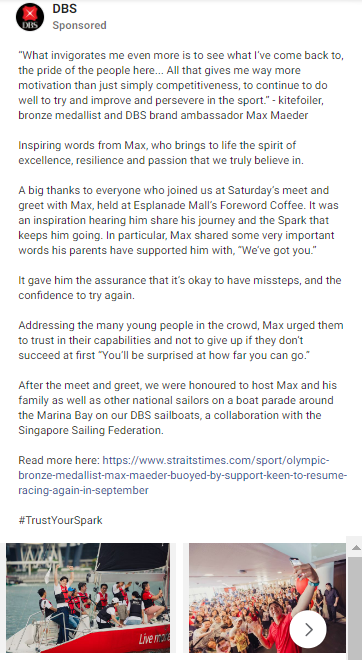 DBS
DBS
Sponsored
“What invigorates me even more is to see what I’ve come back to,
the pride of the people here... All that gives me way more
motivation than just simply competitiveness, to continue to do
well to try and improve and persevere in the sport.” - kitefoiler,
bronze medallist and DBS brand ambassador Max Maeder
Inspiring words from Max, who brings to life the spirit of
excellence, resilience and passion that we truly believe in.
A big thanks to everyone who joined us at Saturday’s meet and
greet with Max, held at Esplanade Mall’s Foreword Coffee. It was
an inspiration hearing him share his journey and the Spark that
keeps him going. In particular, Max shared some very important
words his parents have supported him with, “We’ve got you.”
It gave him the assurance that it’s okay to have missteps, and the
confidence to try again.
Addressing the many young people in the crowd, Max urged them
to trust in their capabilities and not to give up if they don’t
succeed at first “You’ll be surprised at how far you can go.”
After the meet and greet, we were honoured to host Max and his
family as well as other national sailors on a boat parade around
the Marina Bay on our DBS sailboats, a collaboration with the
Singapore Sailing Federation.
Read more here: https://www.straitstimes.com/sport/olympic-
bronze-medallist-max-maeder-buoyed-by-support-keen-to-resume-
racing-again-in-september
#TrustYourSpark
Live more